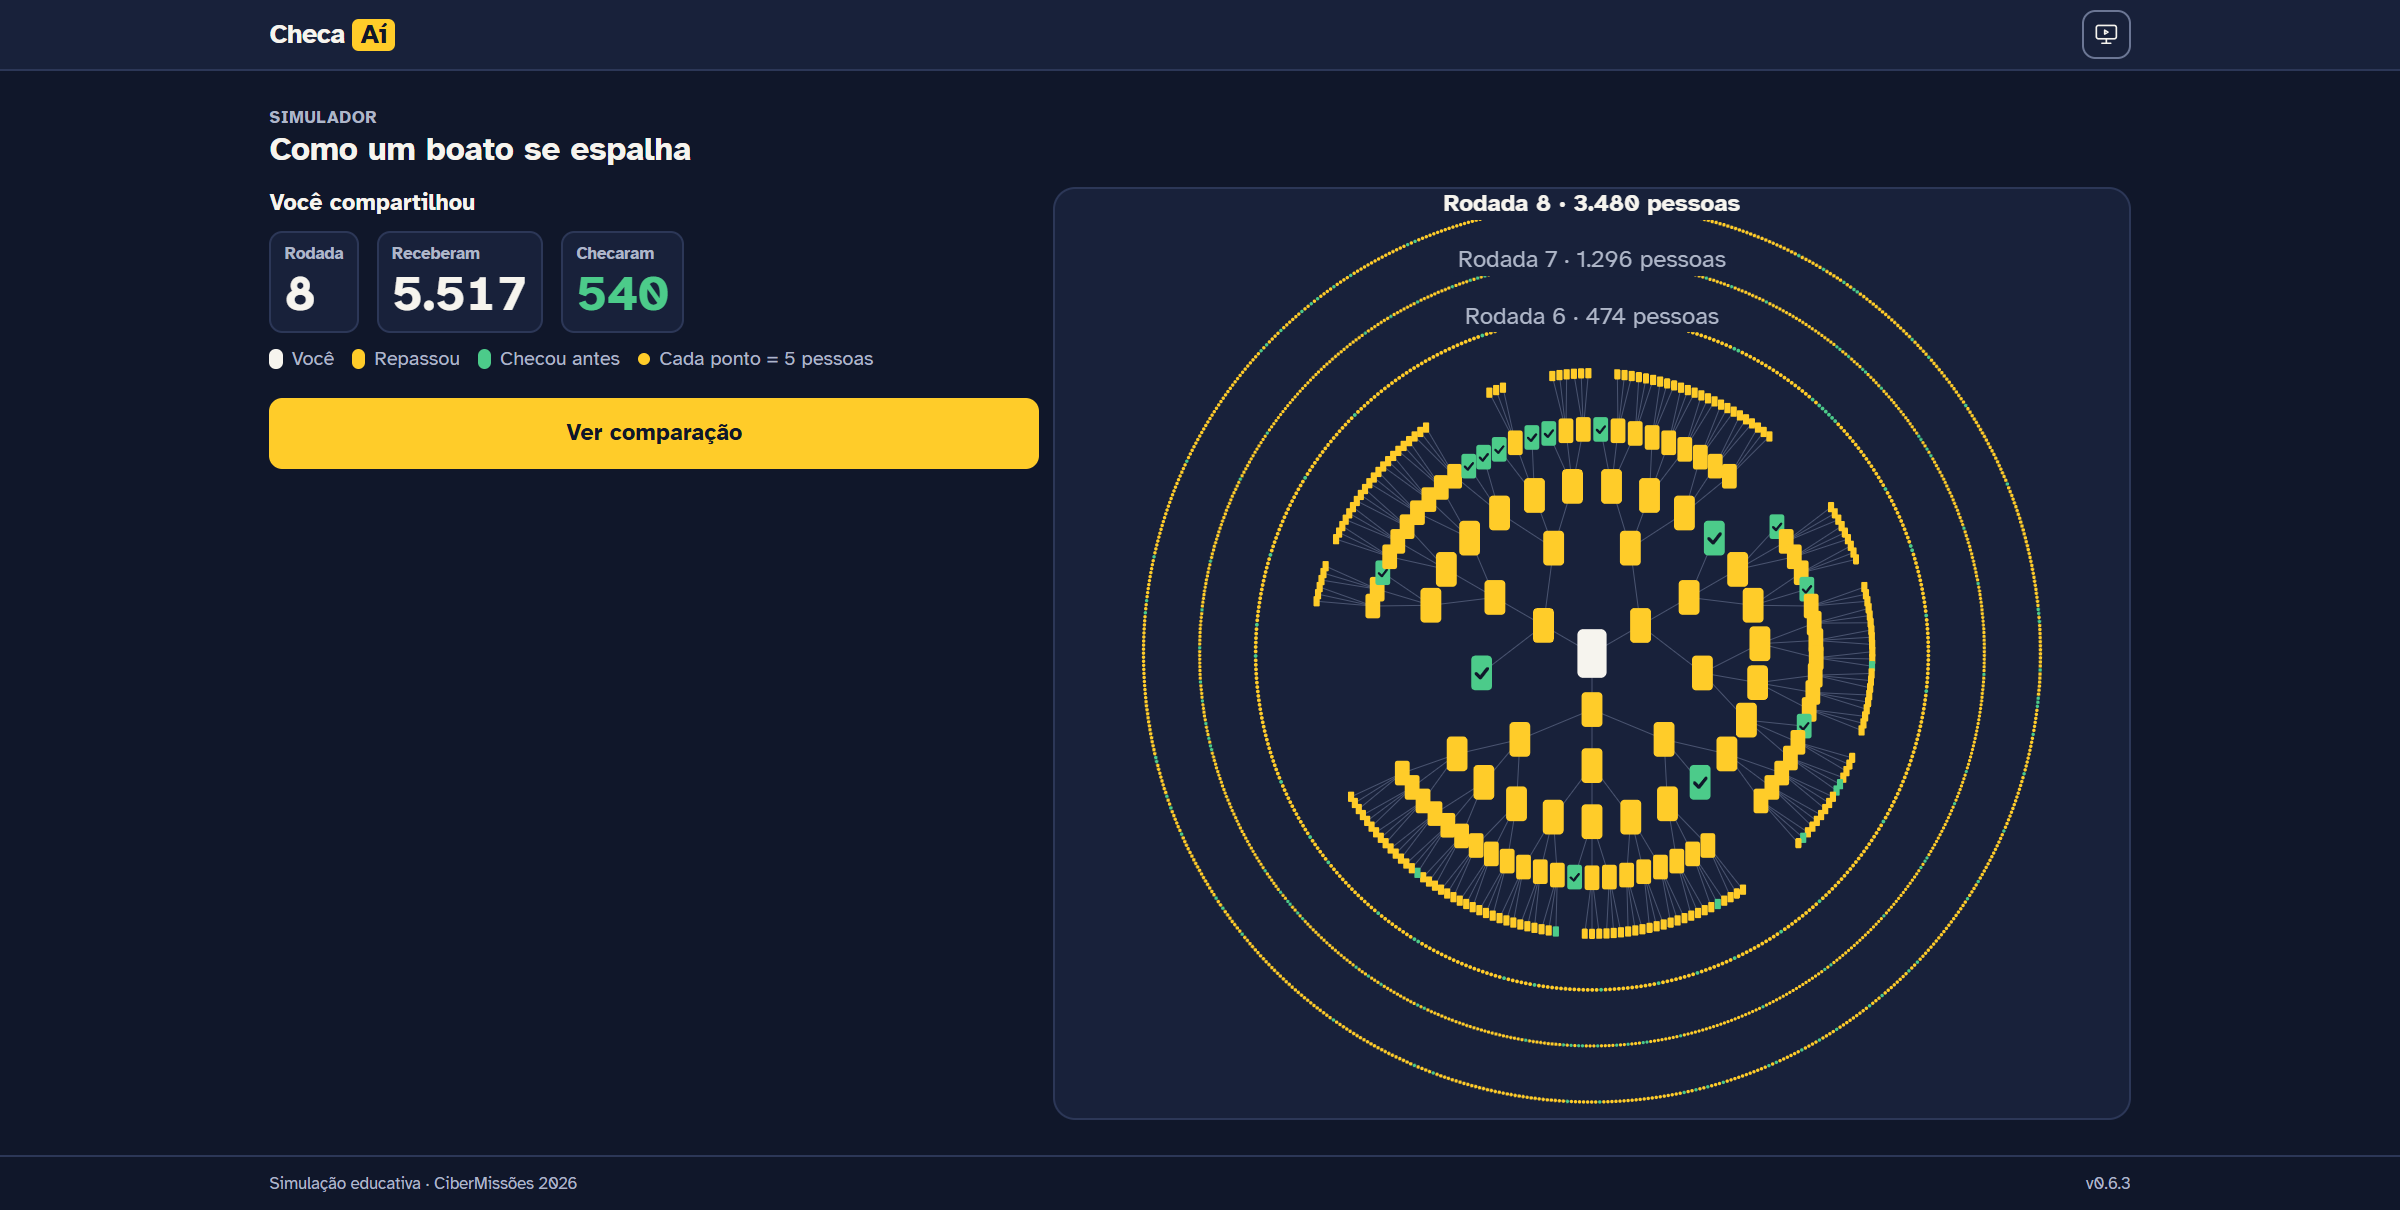 Checa Aí
SIMULADOR
Como um boato se espalha
Você compartilhou
Rodada
8
Receberam
5.517
Checaram
540
Você
Repassou
Checou antes
Cada ponto = 5 pessoas
Ver comparação
Rodada 8 · 3.480 pessoas
Rodada 7 · 1.296 pessoas
Rodada 6 · 474 pessoas
Simulação educativa · CiberMissões 2026
v0.6.3